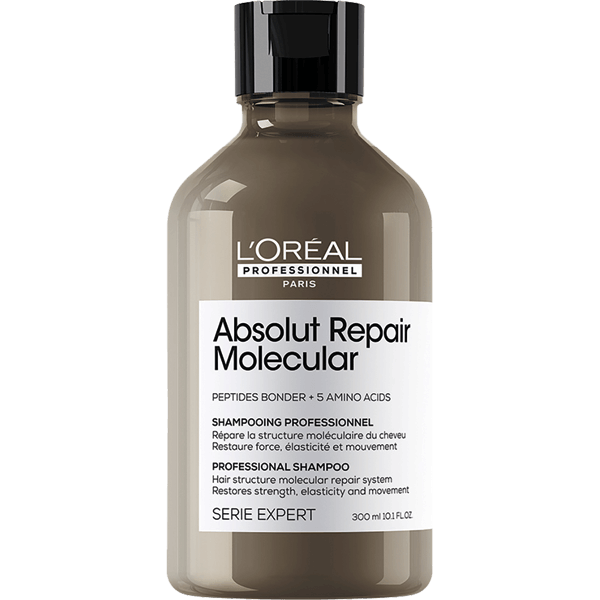 L'ORÉAL
PROFESSIONNEL
PARIS
Absolut Repair
Molecular
PEPTIDES BONDER + 5 AMINO ACIDS
SHAMPOOING PROFESSIONNEL
Répare la structure moléculaire du cheveu
Restaure force, élasticité et mouvement
PROFESSIONAL SHAMPOO
Hair structure molecular repair system
Restores strength, elasticity and movement
SERIE EXPERT
300 ml 10.1 FL.OZ.